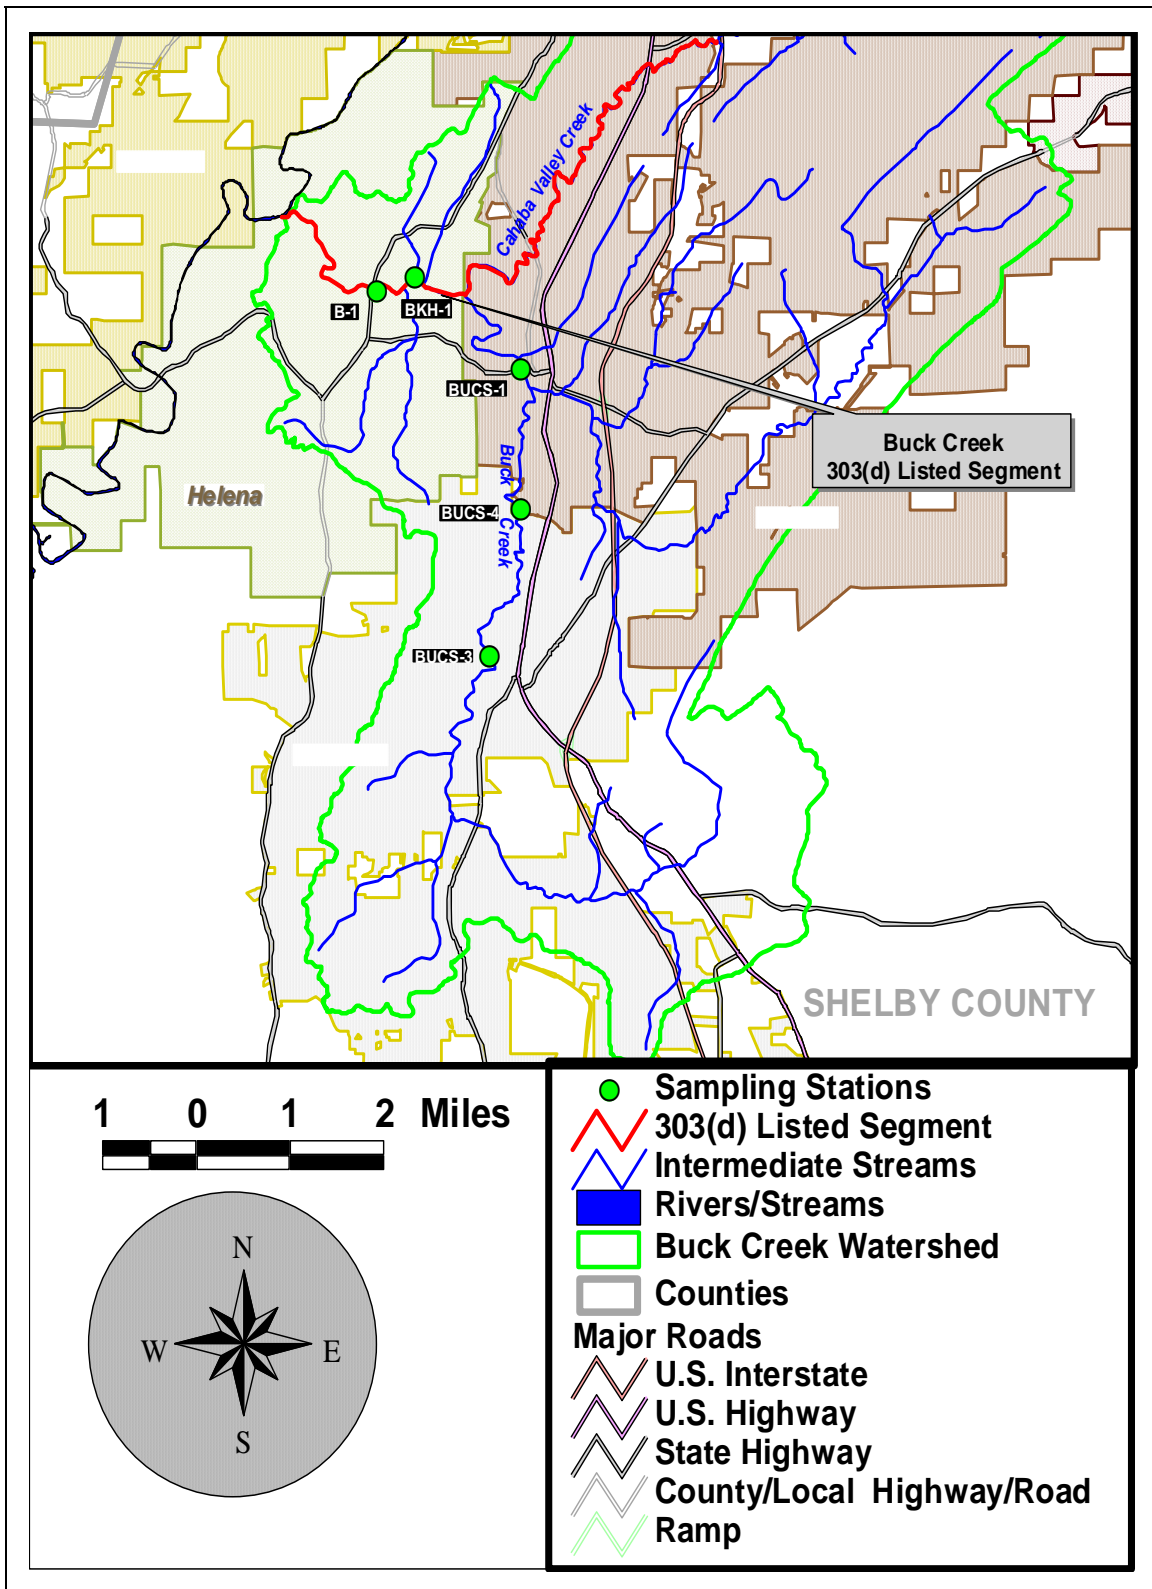 Cahaba Valley Creek
B-1
BKH-1
BUCS-1
Buck Creek
303(d) Listed Segment
Helena
Buck Creek
BUCS-4
BUCS-3
SHELBY COUNTY
1 0 1 2 Miles
N
W E
S
Sampling Stations
303(d) Listed Segment
Intermediate Streams
Rivers/Streams
Buck Creek Watershed
Counties
Major Roads
U.S. Interstate
U.S. Highway
State Highway
County/Local Highway/Road
Ramp